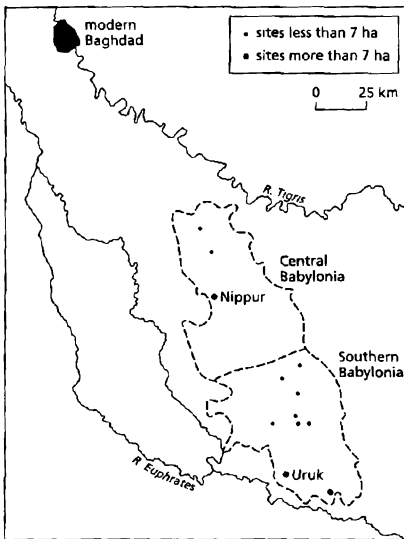 modern
Baghdad
sites less than 7 ha
sites more than 7 ha
0 25 km
R. Tigris
Central
Babylonia
Nippur
Southern
Babylonia
R. Euphrates
Uruk